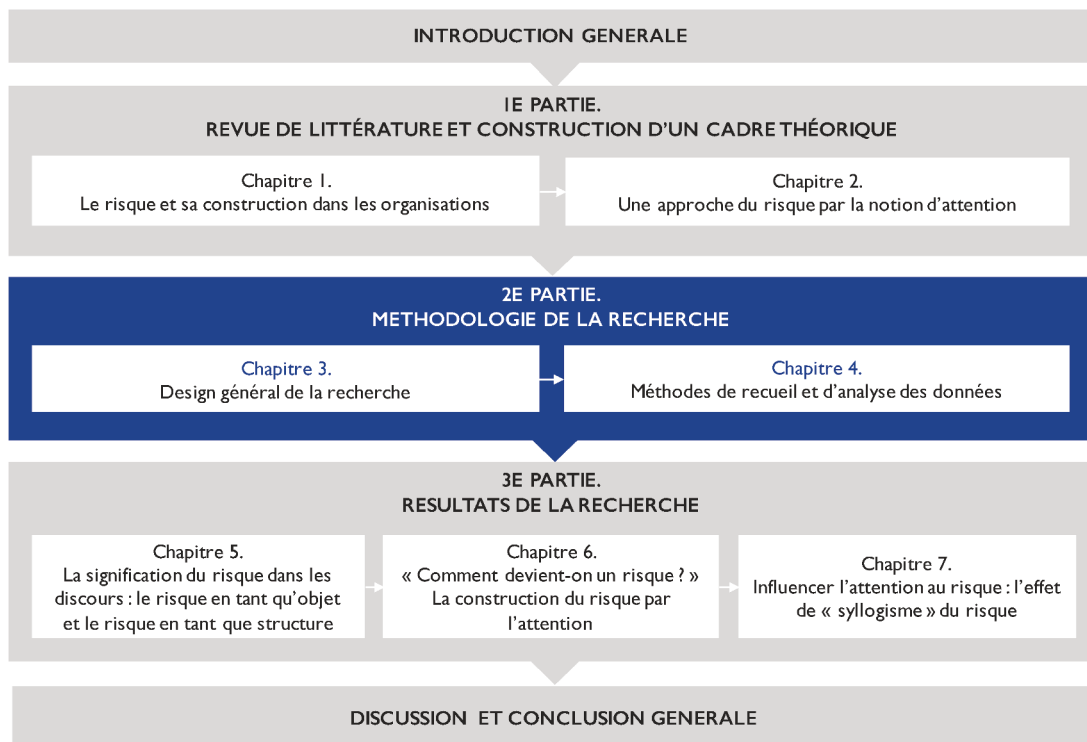 INTRODUCTION GENERALE
1E PARTIE.
REVUE DE LITTÉRATURE ET CONSTRUCTION D'UN CADRE THÉORIQUE
Chapitre 1.
Le risque et sa construction dans les organisations
Chapitre 2.
Une approche du risque par la notion d'attention
2E PARTIE.
METHODOLOGIE DE LA RECHERCHE
Chapitre 3.
Design général de la recherche
Chapitre 4.
Méthodes de recueil et d'analyse des données
3E PARTIE.
RESULTATS DE LA RECHERCHE
Chapitre 5.
La signification du risque dans les
discours : le risque en tant qu'objet
et le risque en tant que structure
Chapitre 6.
« Comment devient-on un risque ? »
La construction du risque par
l'attention
Chapitre 7.
Influencer l'attention au risque : l'effet
de « syllogisme » du risque
DISCUSSION ET CONCLUSION GENERALE